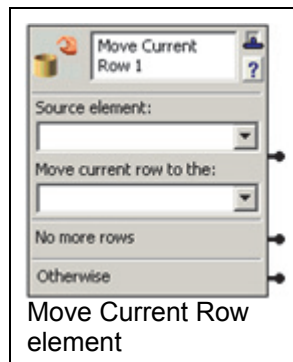 Move Current
Row 1
?
Source element:
Move current row to the:
No more rows
Otherwise
Move Current Row
element